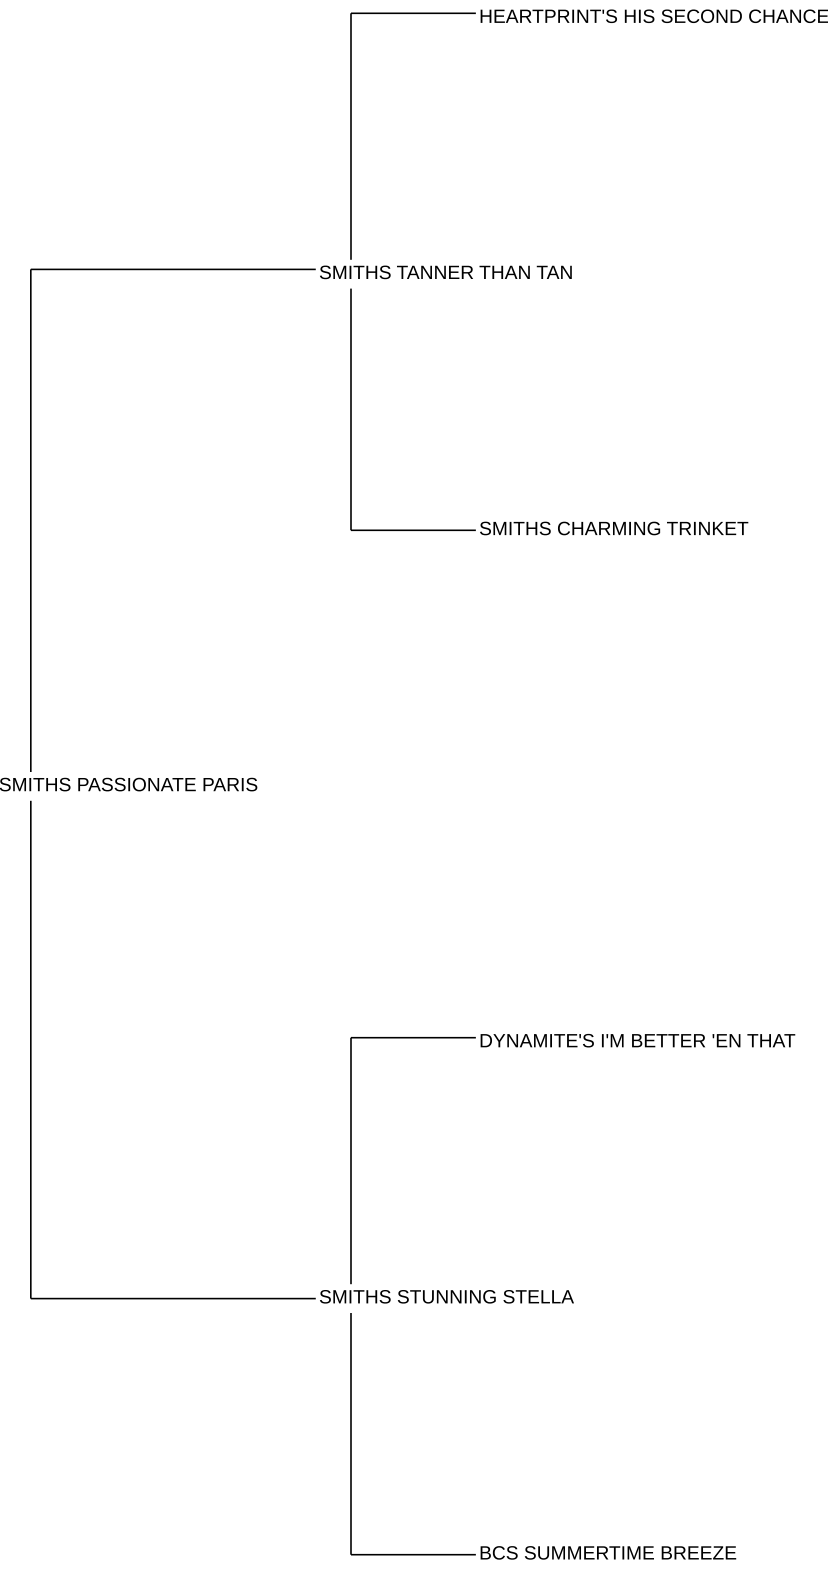 HEARTPRINT'S HIS SECOND CHANCE
SMITHS TANNER THAN TAN
SMITHS CHARMING TRINKET
SMITHS PASSIONATE PARIS
DYNAMITE'S I'M BETTER 'EN THAT
SMITHS STUNNING STELLA
BCS SUMMERTIME BREEZE